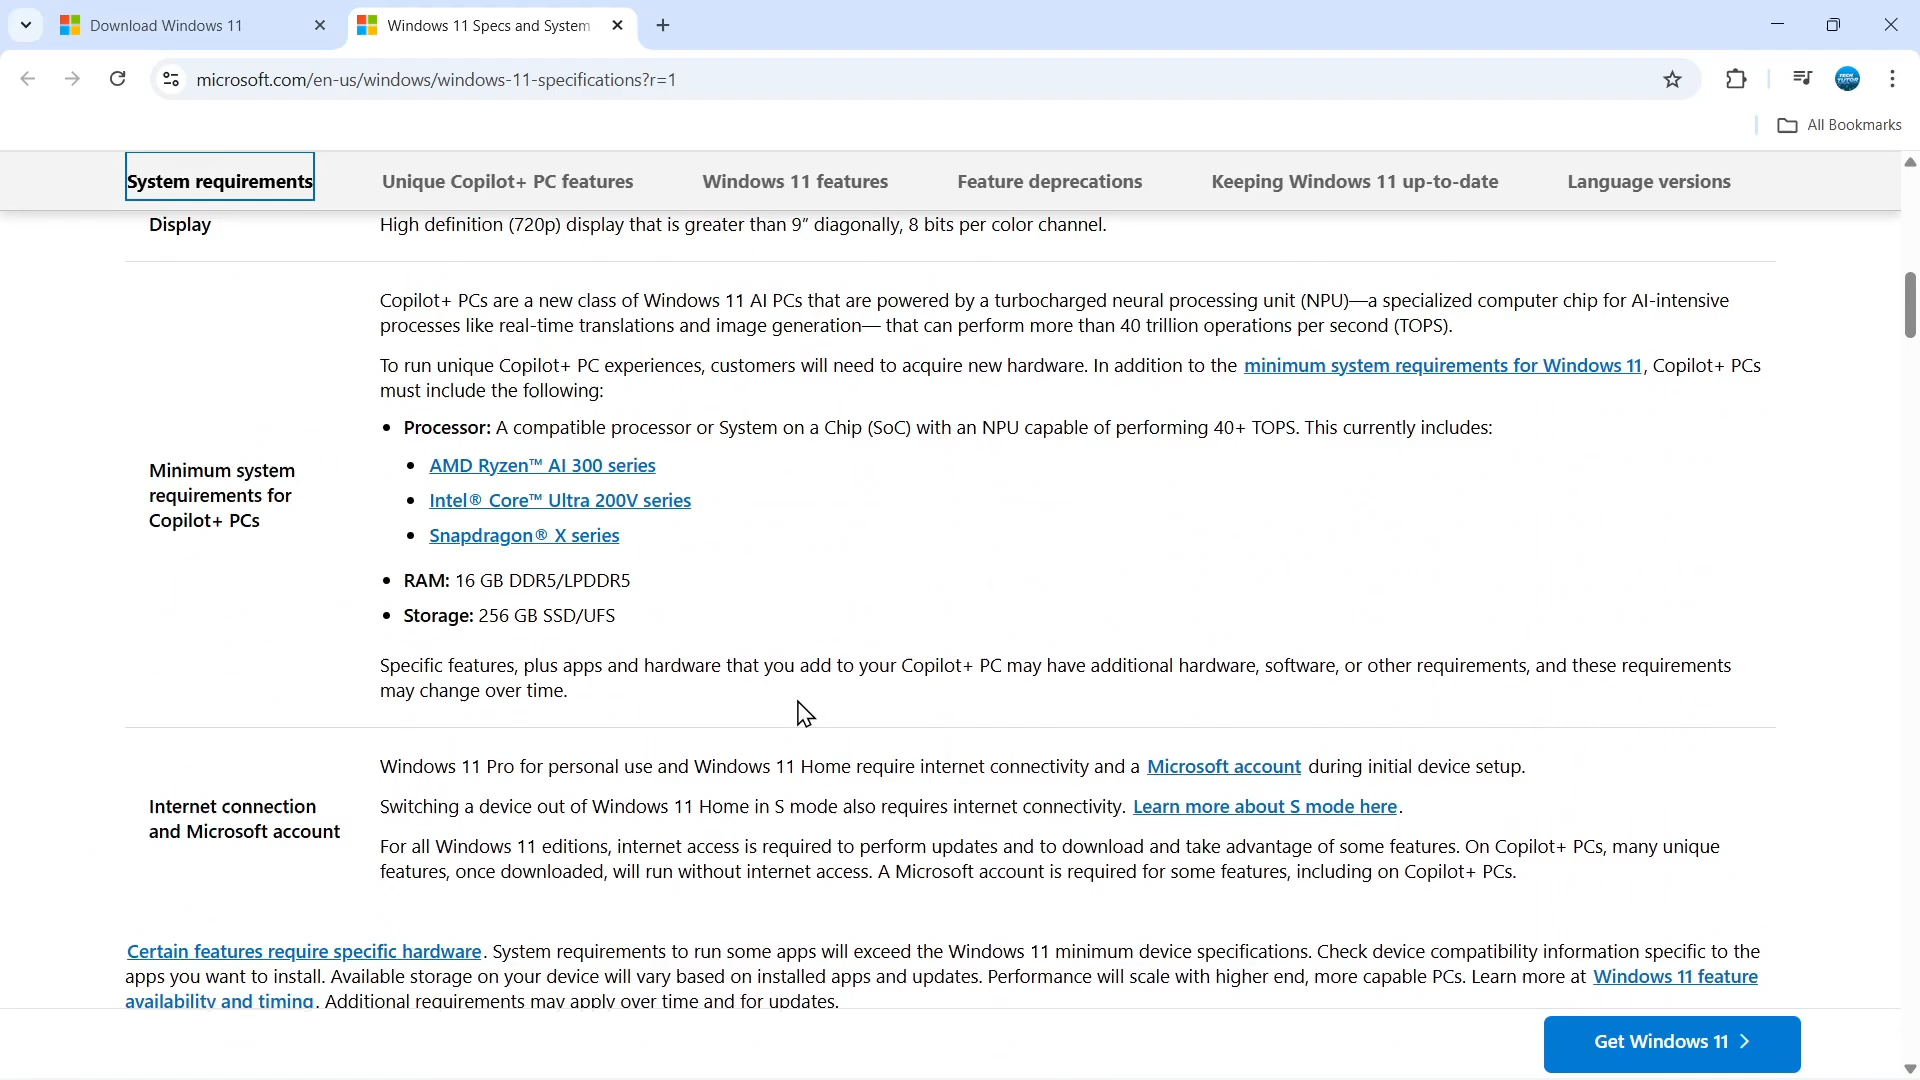 Download Windows 11
Windows 11 Specs and System
microsoft.com/en-us/windows/windows-11-specifications?r=1
All Bookmarks
System requirements
Unique Copilot+ PC features
Windows 11 features
Feature deprecations
Keeping Windows 11 up-to-date
Language versions
Display
High definition (720p) display that is greater than 9” diagonally, 8 bits per color channel.
Minimum system
requirements for
Copilot+ PCs
Copilot+ PCs are a new class of Windows 11 AI PCs that are powered by a turbocharged neural processing unit (NPU)—a specialized computer chip for AI-intensive
processes like real-time translations and image generation— that can perform more than 40 trillion operations per second (TOPS).
To run unique Copilot+ PC experiences, customers will need to acquire new hardware. In addition to the minimum system requirements for Windows 11, Copilot+ PCs
must include the following:
• Processor: A compatible processor or System on a Chip (SoC) with an NPU capable of performing 40+ TOPS. This currently includes:
• AMD Ryzen™ AI 300 series
• Intel® Core™ Ultra 200V series
• Snapdragon® X series
• RAM: 16 GB DDR5/LPDDR5
• Storage: 256 GB SSD/UFS
Specific features, plus apps and hardware that you add to your Copilot+ PC may have additional hardware, software, or other requirements, and these requirements
may change over time.
Internet connection
and Microsoft account
Windows 11 Pro for personal use and Windows 11 Home require internet connectivity and a Microsoft account during initial device setup.
Switching a device out of Windows 11 Home in S mode also requires internet connectivity. Learn more about S mode here.
For all Windows 11 editions, internet access is required to perform updates and to download and take advantage of some features. On Copilot+ PCs, many unique
features, once downloaded, will run without internet access. A Microsoft account is required for some features, including on Copilot+ PCs.
Certain features require specific hardware. System requirements to run some apps will exceed the Windows 11 minimum device specifications. Check device compatibility information specific to the
apps you want to install. Available storage on your device will vary based on installed apps and updates. Performance will scale with higher end, more capable PCs. Learn more at Windows 11 feature
availability and timing. Additional requirements may apply over time and for updates.
Get Windows 11